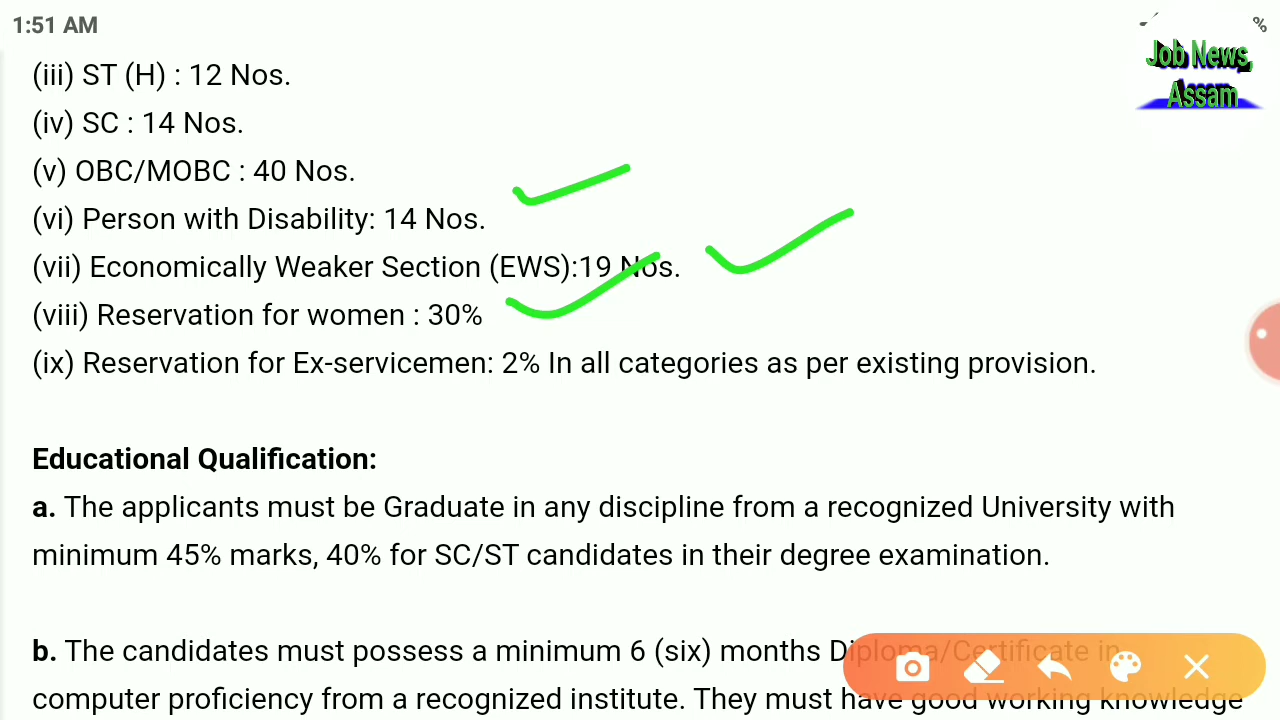 1:51 AM
%
Job News,
Assam
(iii) ST (H) : 12 Nos.
(iv) SC : 14 Nos.
(v) OBC/MOBC : 40 Nos.
(vi) Person with Disability: 14 Nos.
(vii) Economically Weaker Section (EWS):19 Nos.
(viii) Reservation for women : 30%
(ix) Reservation for Ex-servicemen: 2% In all categories as per existing provision.
Educational Qualification:
a. The applicants must be Graduate in any discipline from a recognized University with
minimum 45% marks, 40% for SC/ST candidates in their degree examination.
b. The candidates must possess a minimum 6 (six) months Diploma/Certificate in
computer proficiency from a recognized institute. They must have good working knowledge